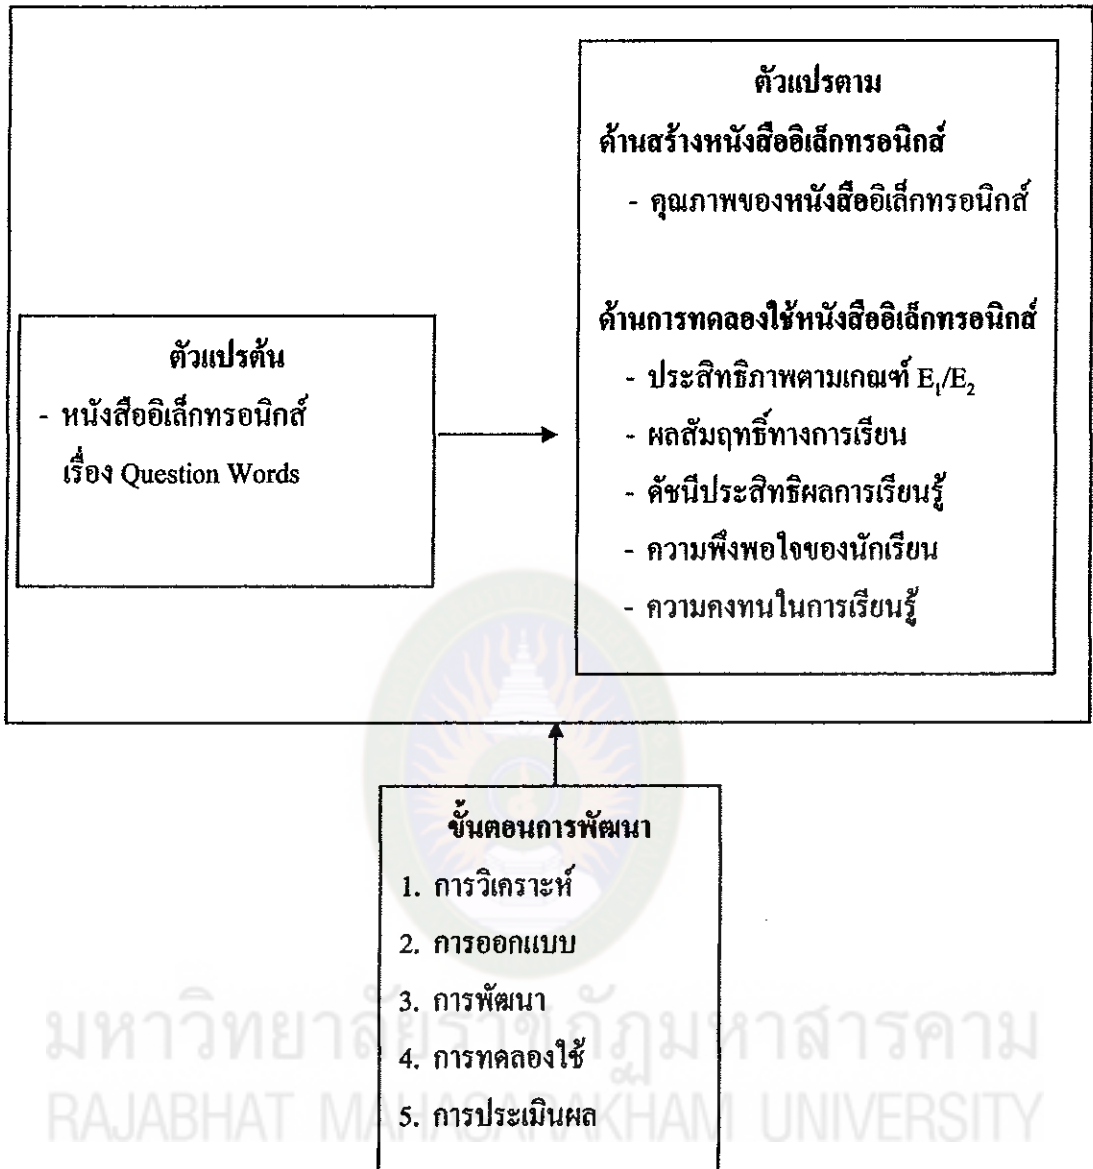 ตัวแปรตาม
ด้านสร้างหนังสืออิเล็กทรอนิกส์
- คุณภาพของหนังสืออิเล็กทรอนิกส์
ด้านการทดลองใช้หนังสืออิเล็กทรอนิกส์
- ประสิทธิภาพตามเกณฑ์ E₁/E₂
- ผลสัมฤทธิ์ทางการเรียน
- ดัชนีประสิทธิผลการเรียนรู้
- ความพึงพอใจของนักเรียน
- ความคงทนในการเรียนรู้
ตัวแปรต้น
- หนังสืออิเล็กทรอนิกส์
เรื่อง Question Words
ขั้นตอนการพัฒนา
1. การวิเคราะห์
2. การออกแบบ
3. การพัฒนา
4. การทดลองใช้
5. การประเมินผล
มหาวิทยาลัยราชภัฏมหาสารคาม
RAJABHAT MAHASARAKHAM UNIVERSITY